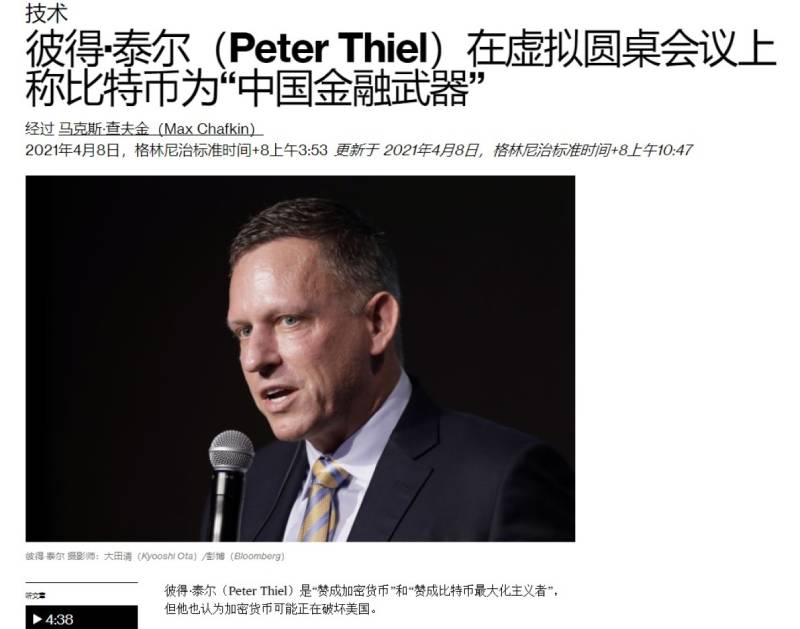 技术
彼得·泰尔（Peter Thiel）在虚拟圆桌会议上
称比特币为“中国金融武器”
经过 马克斯·查夫金（Max Chafkin）
2021年4月8日，格林尼治标准时间+8上午3:53 更新于 2021年4月8日，格林尼治标准时间+8上午10:47
彼得·泰尔 摄影师：大田清（Kyooshi Ota）/彭博（Bloomberg）
听文章
4:38
彼得·泰尔（Peter Thiel）是“赞成加密货币”和“赞成比特币最大化主义者”，
但他也认为加密货币可能正在破坏美国。